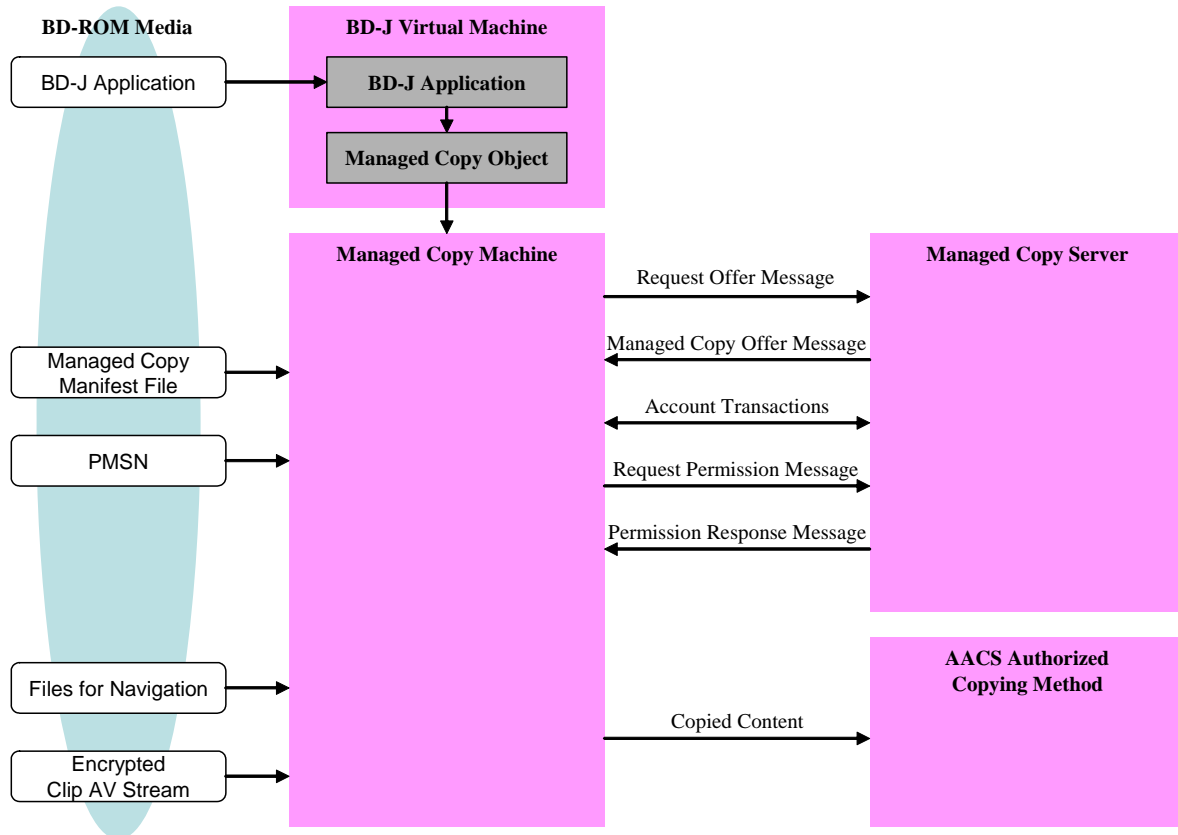 BD-ROM Media
BD-J Virtual Machine
BD-J Application
BD-J Application
Managed Copy Object
Managed Copy Machine
Managed Copy Server
Request Offer Message
Managed Copy Offer Message
Managed Copy
Manifest File
Account Transactions
PMSN
Request Permission Message
Permission Response Message
AACS Authorized
Copying Method
Files for Navigation
Copied Content
Encrypted
Clip AV Stream